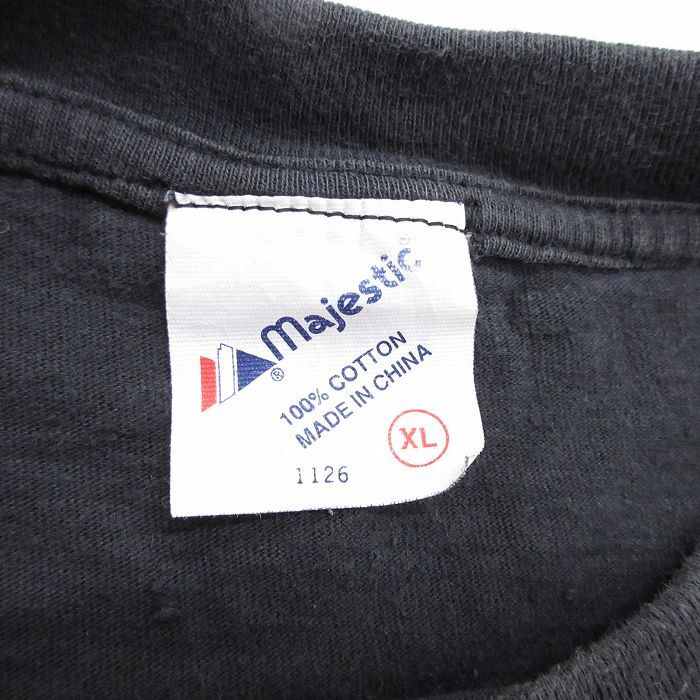 Majestic®
®
100% COTTON
MADE IN CHINA
XL
1126